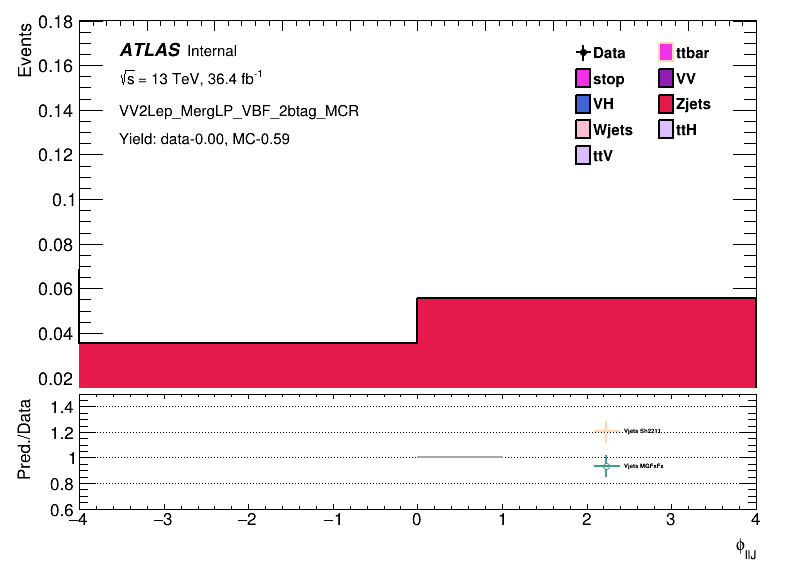 Events
0.18
0.16
0.14
0.12
0.1
0.08
0.06
0.04
0.02
ATLAS Internal
√s = 13 TeV, 36.4 fb⁻¹
VV2Lep_MergLP_VBF_2btag_MCR
Yield: data-0.00, MC-0.59
Data
ttbar
stop
VV
VH
Zjets
Wjets
ttH
ttV
Pred./Data
1.4
1.2
1
0.8
0.6
Vjets Sh2211
Vjets MGFxFx
−4 −3 −2 −1 0 1 2 3 4
ϕ_llJ